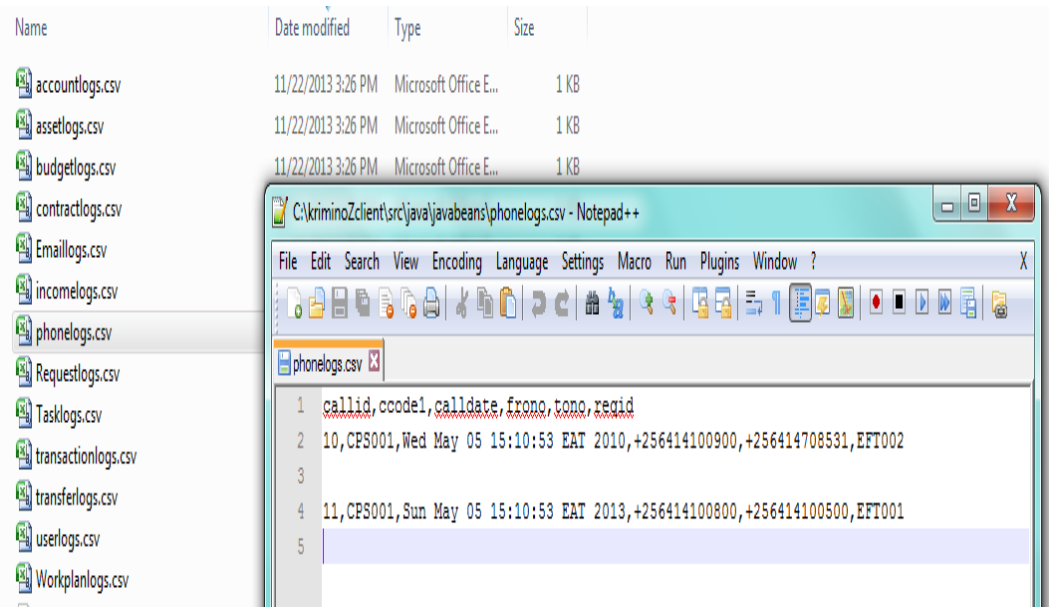 Name Date modified Type Size
accountlogs.csv 11/22/2013 3:26 PM Microsoft Office E... 1 KB
assetlogs.csv 11/22/2013 3:26 PM Microsoft Office E... 1 KB
budgetlogs.csv 11/22/2013 3:26 PM Microsoft Office E... 1 KB
contractlogs.csv
Emaillogs.csv
incomelogs.csv
phonelogs.csv
Requestlogs.csv
Tasklogs.csv
transactionlogs.csv
transferlogs.csv
userlogs.csv
Workplanlogs.csv
C:\kriminoZclient\src\java\javabeans\phonelogs.csv - Notepad++
File Edit Search View Encoding Language Settings Macro Run Plugins Window ? X
phonelogs.csv
1 callid,ccode1,calldate,frono,tono,regid
2 10,CPS001,Wed May 05 15:10:53 EAT 2010,+256414100900,+256414708531,EFT002
3
4 11,CPS001,Sun May 05 15:10:53 EAT 2013,+256414100800,+256414100500,EFT001
5